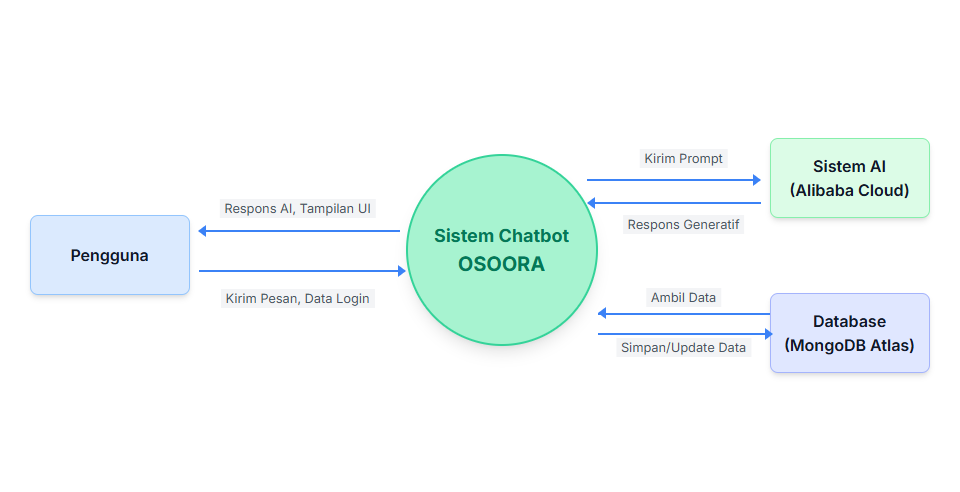 Kirim Prompt
Sistem AI
(Alibaba Cloud)
Respons AI, Tampilan UI
Respons Generatif
Pengguna
Sistem Chatbot
OSOORA
Kirim Pesan, Data Login
Ambil Data
Database
(MongoDB Atlas)
Simpan/Update Data